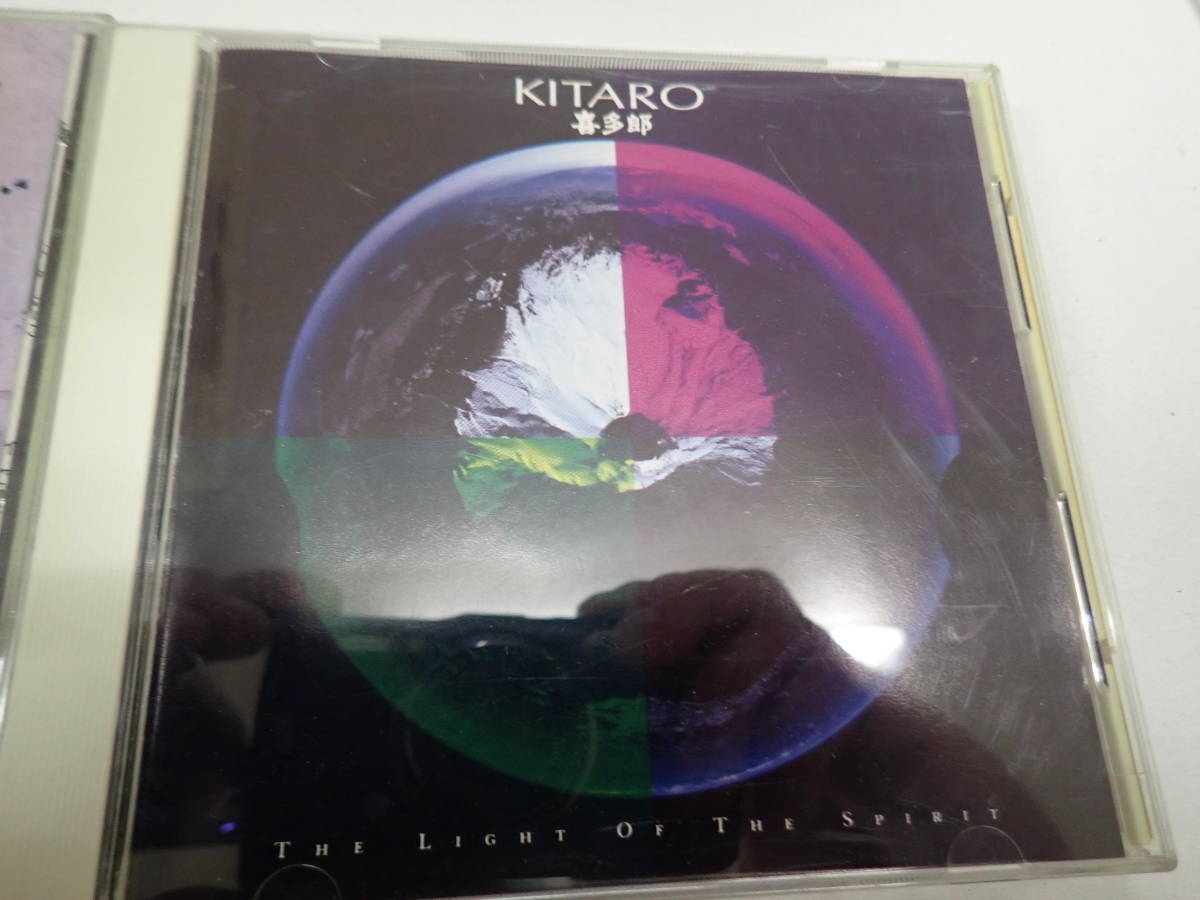 KITARO
喜多郎
THE LIGHT OF THE SPIRIT